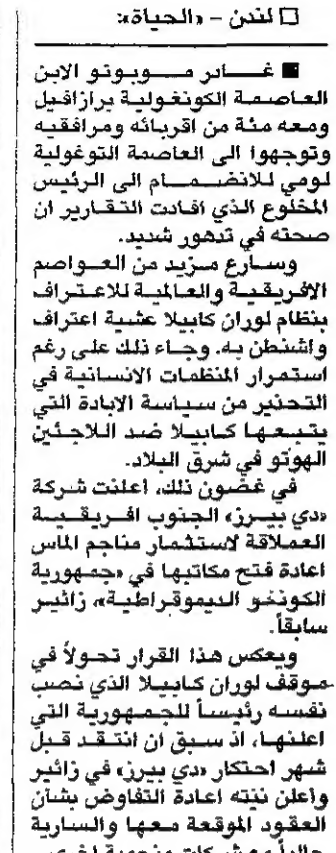 □ لندن – «الحياة»:
■ غادر موبوتو الابن
العاصمة الكونغولية برازافيل
ومعه مئة من اقربائه ومرافقيه
وتوجهوا الى العاصمة التوغولية
لومي للانضمام الى الرئيس
المخلوع الذي افادت التقارير ان
صحته في تدهور شديد.
وسارع مزيد من العواصم
الافريقية والعالمية للاعتراف
بنظام لوران كابيلا عشية اعتراف
واشنطن به. وجاء ذلك على رغم
استمرار المنظمات الانسانية في
التحذير من سياسة الابادة التي
يتبعها كابيلا ضد اللاجئين
الهوتو في شرق البلاد.
في غضون ذلك، اعلنت شركة
«دي بيرز» الجنوب افريقية
العملاقة لاستثمار مناجم الماس
اعادة فتح مكاتبها في «جمهورية
الكونغو الديموقراطية»، زائير
سابقاً.
ويعكس هذا القرار تحولاً في
موقف لوران كابيلا الذي نصب
نفسه رئيساً للجمهورية التي
اعلنها، اذ سبق ان انتقد قبل
شهر احتكار «دي بيرز» في زائير
واعلن نيته اعادة التفاوض بشأن
العقود الموقعة معها والسارية